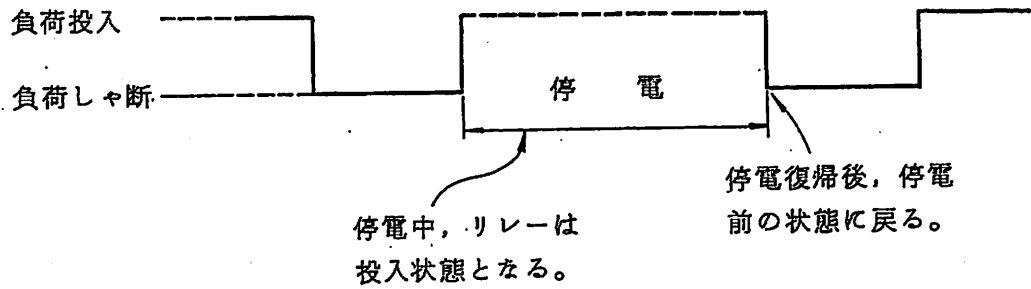 負荷投入
負荷しゃ断
停 電
停電復帰後，停電
前の状態に戻る。
停電中，リレーは
投入状態となる。